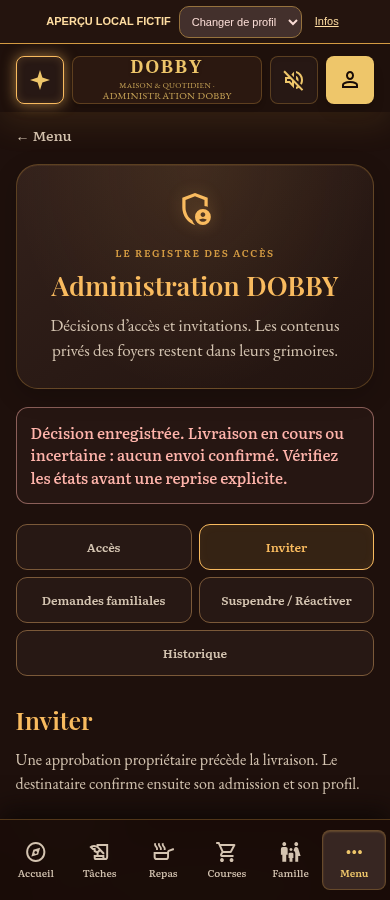 APERÇU LOCAL FICTIF
Changer de profil
Infos
DOBBY
MAISON & QUOTIDIEN ·
ADMINISTRATION DOBBY
← Menu
LE REGISTRE DES ACCÈS
Administration DOBBY
Décisions d'accès et invitations. Les contenus
privés des foyers restent dans leurs grimoires.
Décision enregistrée. Livraison en cours ou
incertaine : aucun envoi confirmé. Vérifiez
les états avant une reprise explicite.
Accès
Inviter
Demandes familiales
Suspendre / Réactiver
Historique
Inviter
Une approbation propriétaire précède la livraison. Le
destinataire confirme ensuite son admission et son profil.
Accueil
Tâches
Repas
Courses
Famille
Menu